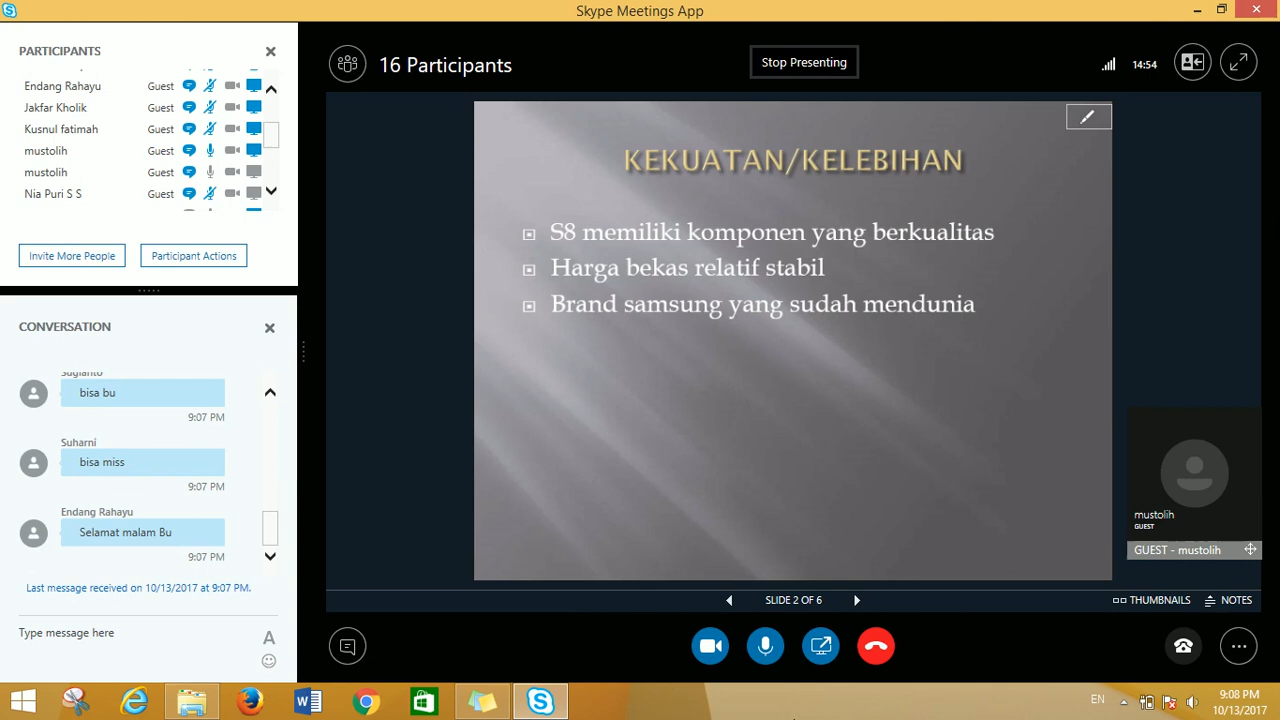 Skype Meetings App
PARTICIPANTS
Endang Rahayu Guest
Jakfar Kholik Guest
Kusnul fatimah Guest
mustolih Guest
mustolih Guest
Nia Puri S S Guest
Invite More People
Participant Actions
CONVERSATION
Sugianto
bisa bu
9:07 PM
Suharni
bisa miss
9:07 PM
Endang Rahayu
Selamat malam Bu
9:07 PM
Last message received on 10/13/2017 at 9:07 PM.
Type message here
A
16 Participants
Stop Presenting
14:54
KEKUATAN/KELEBIHAN
S8 memiliki komponen yang berkualitas
Harga bekas relatif stabil
Brand samsung yang sudah mendunia
mustolih
GUEST
GUEST - mustolih
SLIDE 2 OF 6
THUMBNAILS
NOTES
EN
9:08 PM
10/13/2017